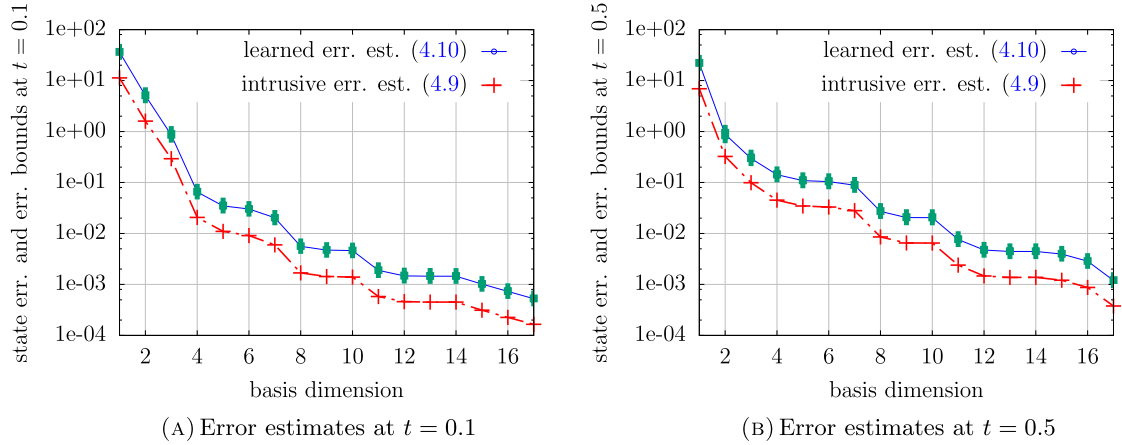 state err. and err. bounds at t = 0.1
1e+02
1e+01
1e+00
1e-01
1e-02
1e-03
1e-04
learned err. est. (4.10)
intrusive err. est. (4.9)
2 4 6 8 10 12 14 16
basis dimension
(A) Error estimates at t = 0.1
state err. and err. bounds at t = 0.5
1e+02
1e+01
1e+00
1e-01
1e-02
1e-03
1e-04
learned err. est. (4.10)
intrusive err. est. (4.9)
2 4 6 8 10 12 14 16
basis dimension
(B) Error estimates at t = 0.5